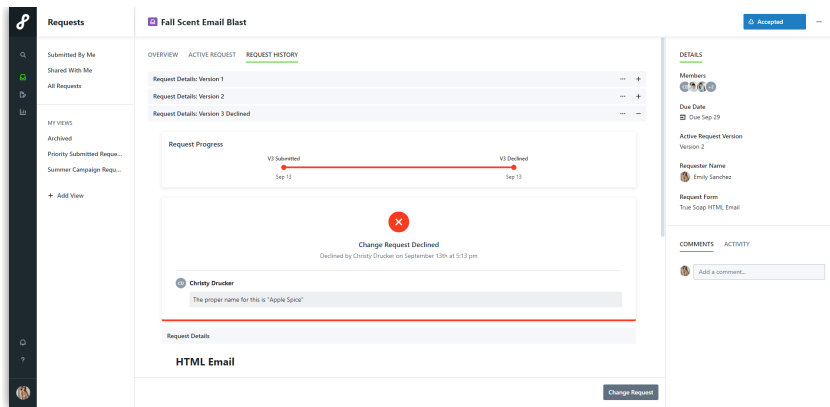 Requests
Fall Scent Email Blast
Accepted
Submitted By Me
Shared With Me
All Requests
MY VIEWS
Archived
Priority Submitted Reque...
Summer Campaign Requ...
+ Add View
OVERVIEW ACTIVE REQUEST REQUEST HISTORY
Request Details: Version 1
Request Details: Version 2
Request Details: Version 3 Declined
Request Progress
V3 Submitted V3 Declined
Sep 13 Sep 13
Change Request Declined
Declined by Christy Drucker on September 13th at 5:13 pm
CD Christy Drucker
The proper name for this is "Apple Spice"
Request Details
HTML Email
Change Request
DETAILS
Members
+3
Due Date
Due Sep 29
Active Request Version
Version 2
Requester Name
Emily Sanchez
Request Form
True Soap HTML Email
COMMENTS ACTIVITY
Add a comment...